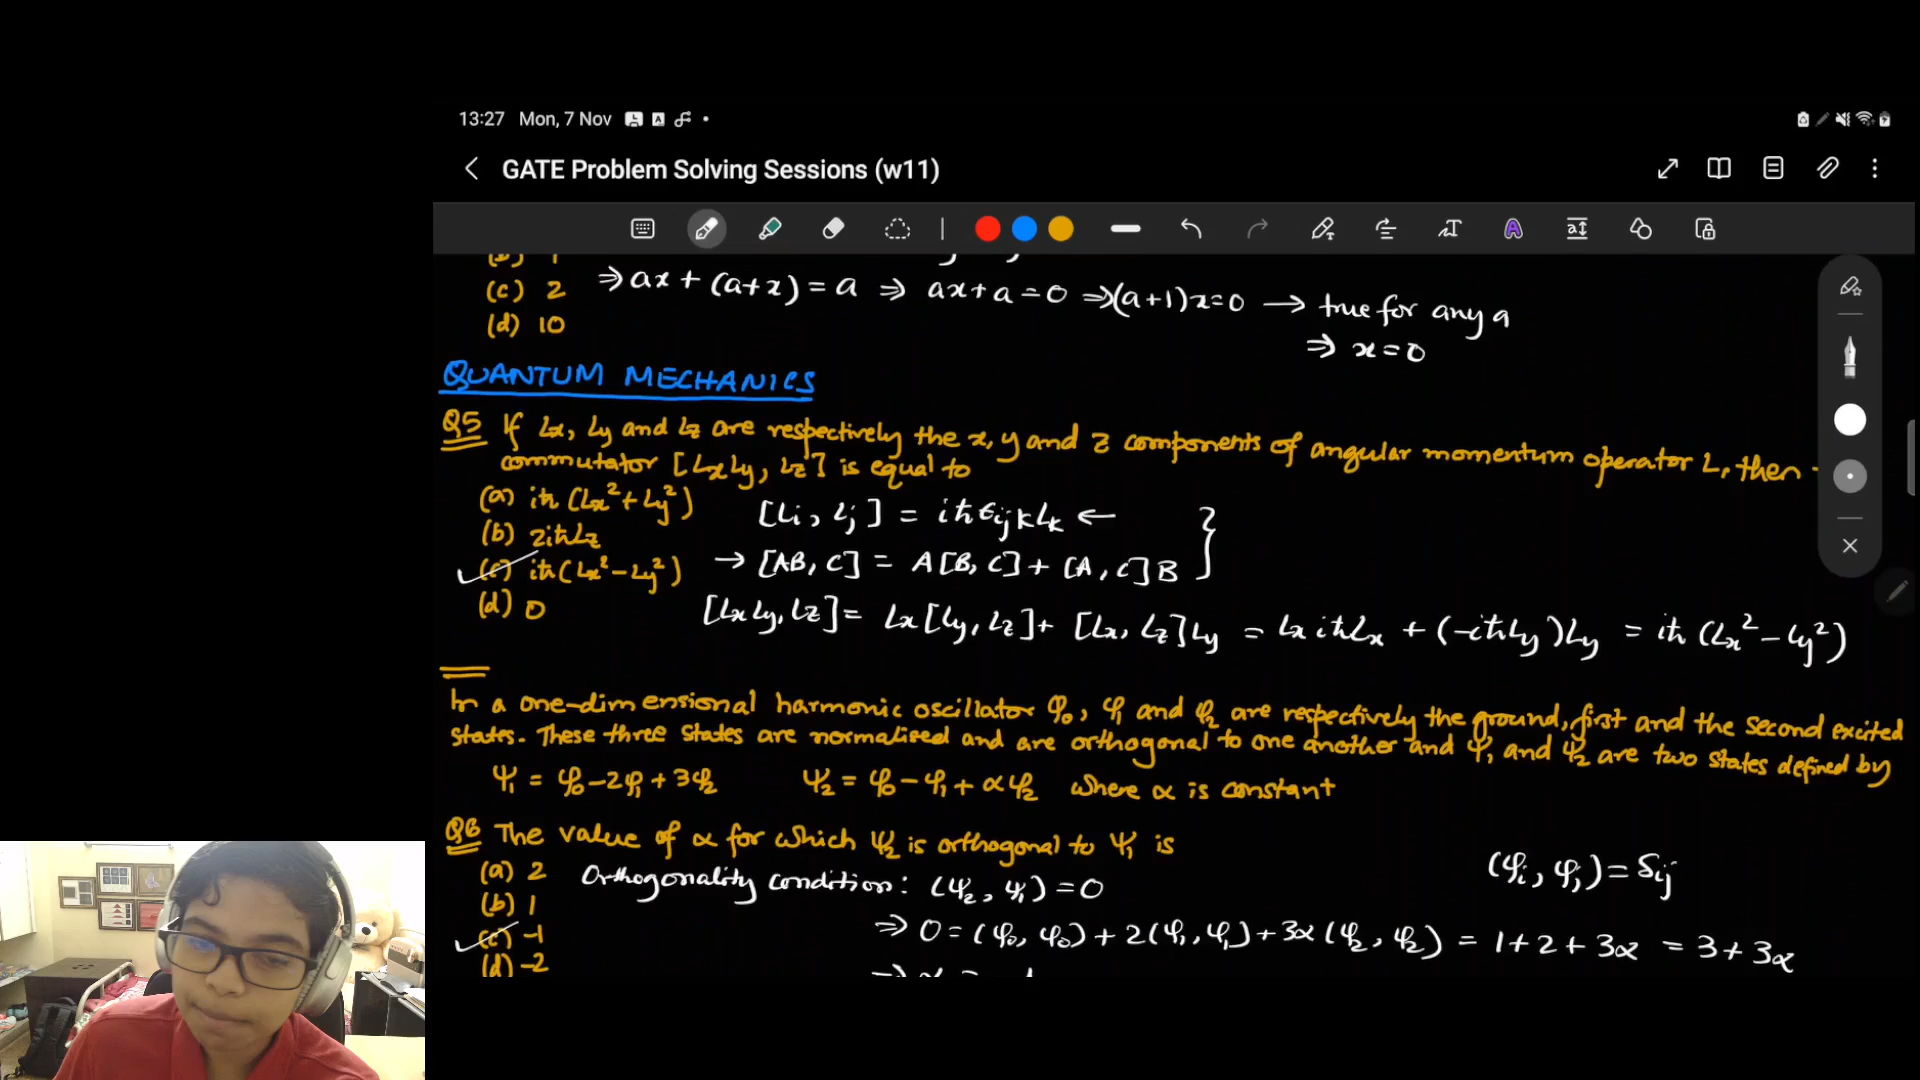 13:27 Mon, 7 Nov
GATE Problem Solving Sessions (w11)
⇒ ax + (a+x) = a ⇒ ax + a = 0 ⇒ (a+1)x = 0 → true for any a
(c) 2
(d) 10
⇒ x = 0
QUANTUM MECHANICS
Q5 If Lx, Ly and Lz are respectively the x, y and z components of angular momentum operator L, then
commutator [LxLy, Lz] is equal to
(a) iħ(Lx² + Ly²)
(b) 2iħLz
(c) iħ(Lx² - Ly²)
(d) 0
[Li, Lj] = iħϵijkLk ←
→ [AB, C] = A[B, C] + [A, C]B
[LxLy, Lz] = Lx[Ly, Lz] + [Lx, Lz]Ly = Lx iħLx + (-iħLy)Ly = iħ(Lx² - Ly²)
In a one-dimensional harmonic oscillator φ₀, φ₁ and φ₂ are respectively the ground, first and the second excited
states. These three states are normalised and are orthogonal to one another and ψ₁ and ψ₂ are two states defined by
ψ₁ = φ₀ - 2φ₁ + 3φ₂ ψ₂ = φ₀ - φ₁ + αφ₂ where α is constant
Q6 The value of α for which ψ₂ is orthogonal to ψ₁ is
(a) 2
(b) 1
(c) -1
(d) -2
Orthogonality condition: (ψ₂, ψ₁) = 0
(φi, φj) = δij
⇒ 0 = (φ₀, φ₀) + 2(φ₁, φ₁) + 3α(φ₂, φ₂) = 1 + 2 + 3α = 3 + 3α